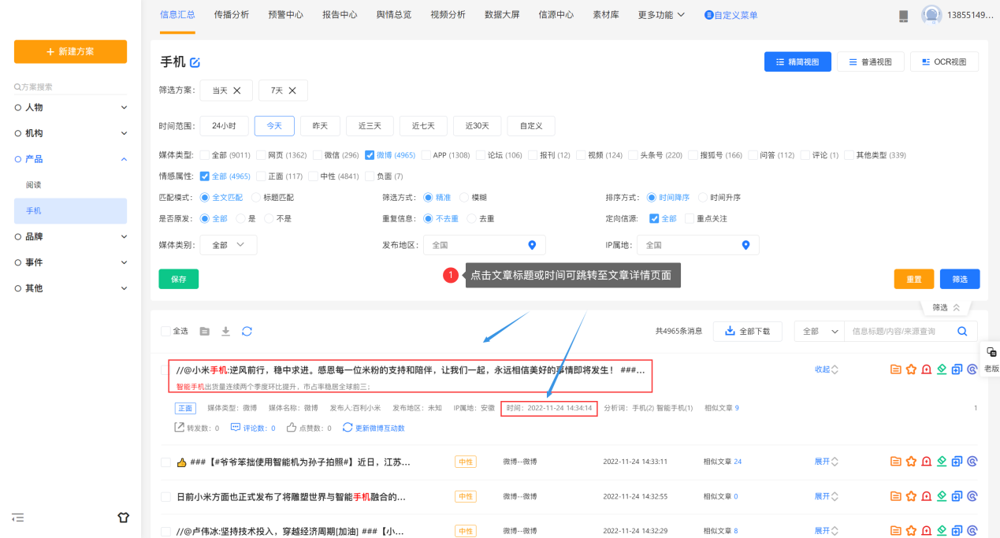 信息汇总 传播分析 预警中心 报告中心 舆情总览 视频分析 数据大屏 信源中心 素材库 更多功能 自定义菜单 13855149...
新建方案
方案搜索
人物
机构
产品
阅读
手机
品牌
事件
其他
手机 精简视图 普通视图 OCR视图
筛选方案: 当天 7天
时间范围: 24小时 今天 昨天 近三天 近七天 近30天 自定义
媒体类型: 全部 (9011) 网页 (1362) 微信 (296) 微博 (4965) APP (1308) 论坛 (106) 报刊 (12) 视频 (124) 头条号 (220) 搜狐号 (166) 问答 (112) 评论 (1) 其他类型 (339)
情感属性: 全部 (4965) 正面 (117) 中性 (4841) 负面 (7)
匹配模式: 全文匹配 标题匹配 筛选方式: 精准 模糊 排序方式: 时间降序 时间升序
是否原发: 全部 是 不是 重复信息: 不去重 去重 定向信源: 全部 重点关注
媒体类别: 全部 发布地区: 全国 IP属地: 全国
保存 1 点击文章标题或时间可跳转至文章详情页面 重置 筛选
筛选
全选 共4965条消息 全部下载 全部 信息标题/内容/来源查询
老版
//@小米手机:逆风前行，稳中求进。感恩每一位米粉的支持和陪伴，让我们一起，永远相信美好的事情即将发生！ ###... 收起
智能手机出货量连续两个季度环比提升，市占率稳居全球前三；
正面 媒体类型: 微博 媒体名称: 微博 发布人:百利小米 发布地区: 未知 IP属地: 安徽 时间: 2022-11-24 14:34:14 分析词: 手机(2) 智能手机(1) 相似文章 9 1
转发数: 0 评论数: 0 点赞数: 0 更新微博互动数
👍 ###【#爷爷笨拙使用智能机为孙子拍照#】近日，江苏... 中性 微博--微博 2022-11-24 14:33:11 相似文章 24 展开
日前小米方面也正式发布了将雕塑世界与智能手机融合的... 中性 微博--微博 2022-11-24 14:32:55 相似文章 0 展开
//@卢伟冰:坚持技术投入，穿越经济周期[加油] ###【小... 中性 微博--微博 2022-11-24 14:32:29 相似文章 8 展开